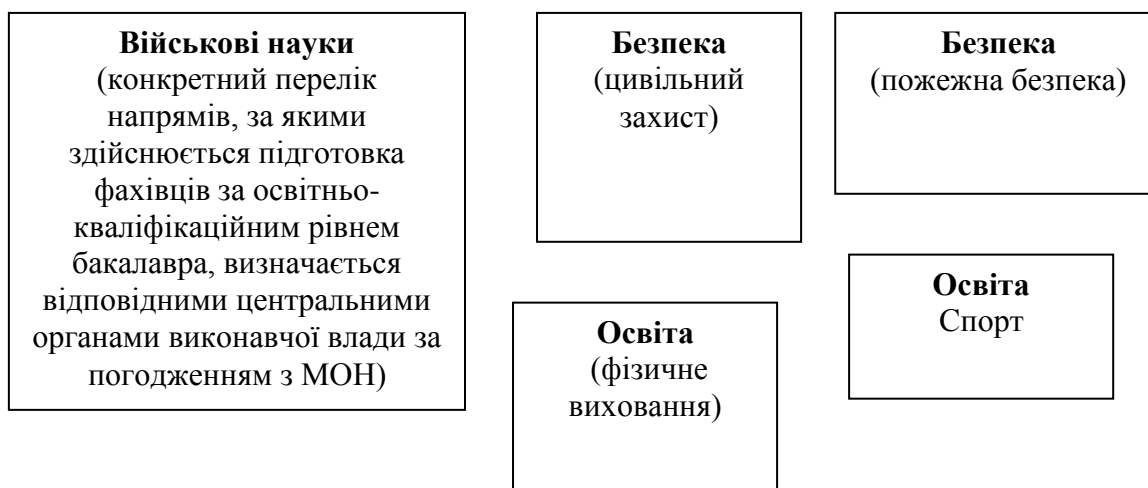 Військові науки
(конкретний перелік
напрямів, за якими
здійснюється підготовка
фахівців за освітньо-
кваліфікаційним рівнем
бакалавра, визначається
відповідними центральними
органами виконавчої влади за
погодженням з МОН)
Безпека
(цивільний
захист)
Безпека
(пожежна безпека)
Освіта
(фізичне
виховання)
Освіта
Спорт